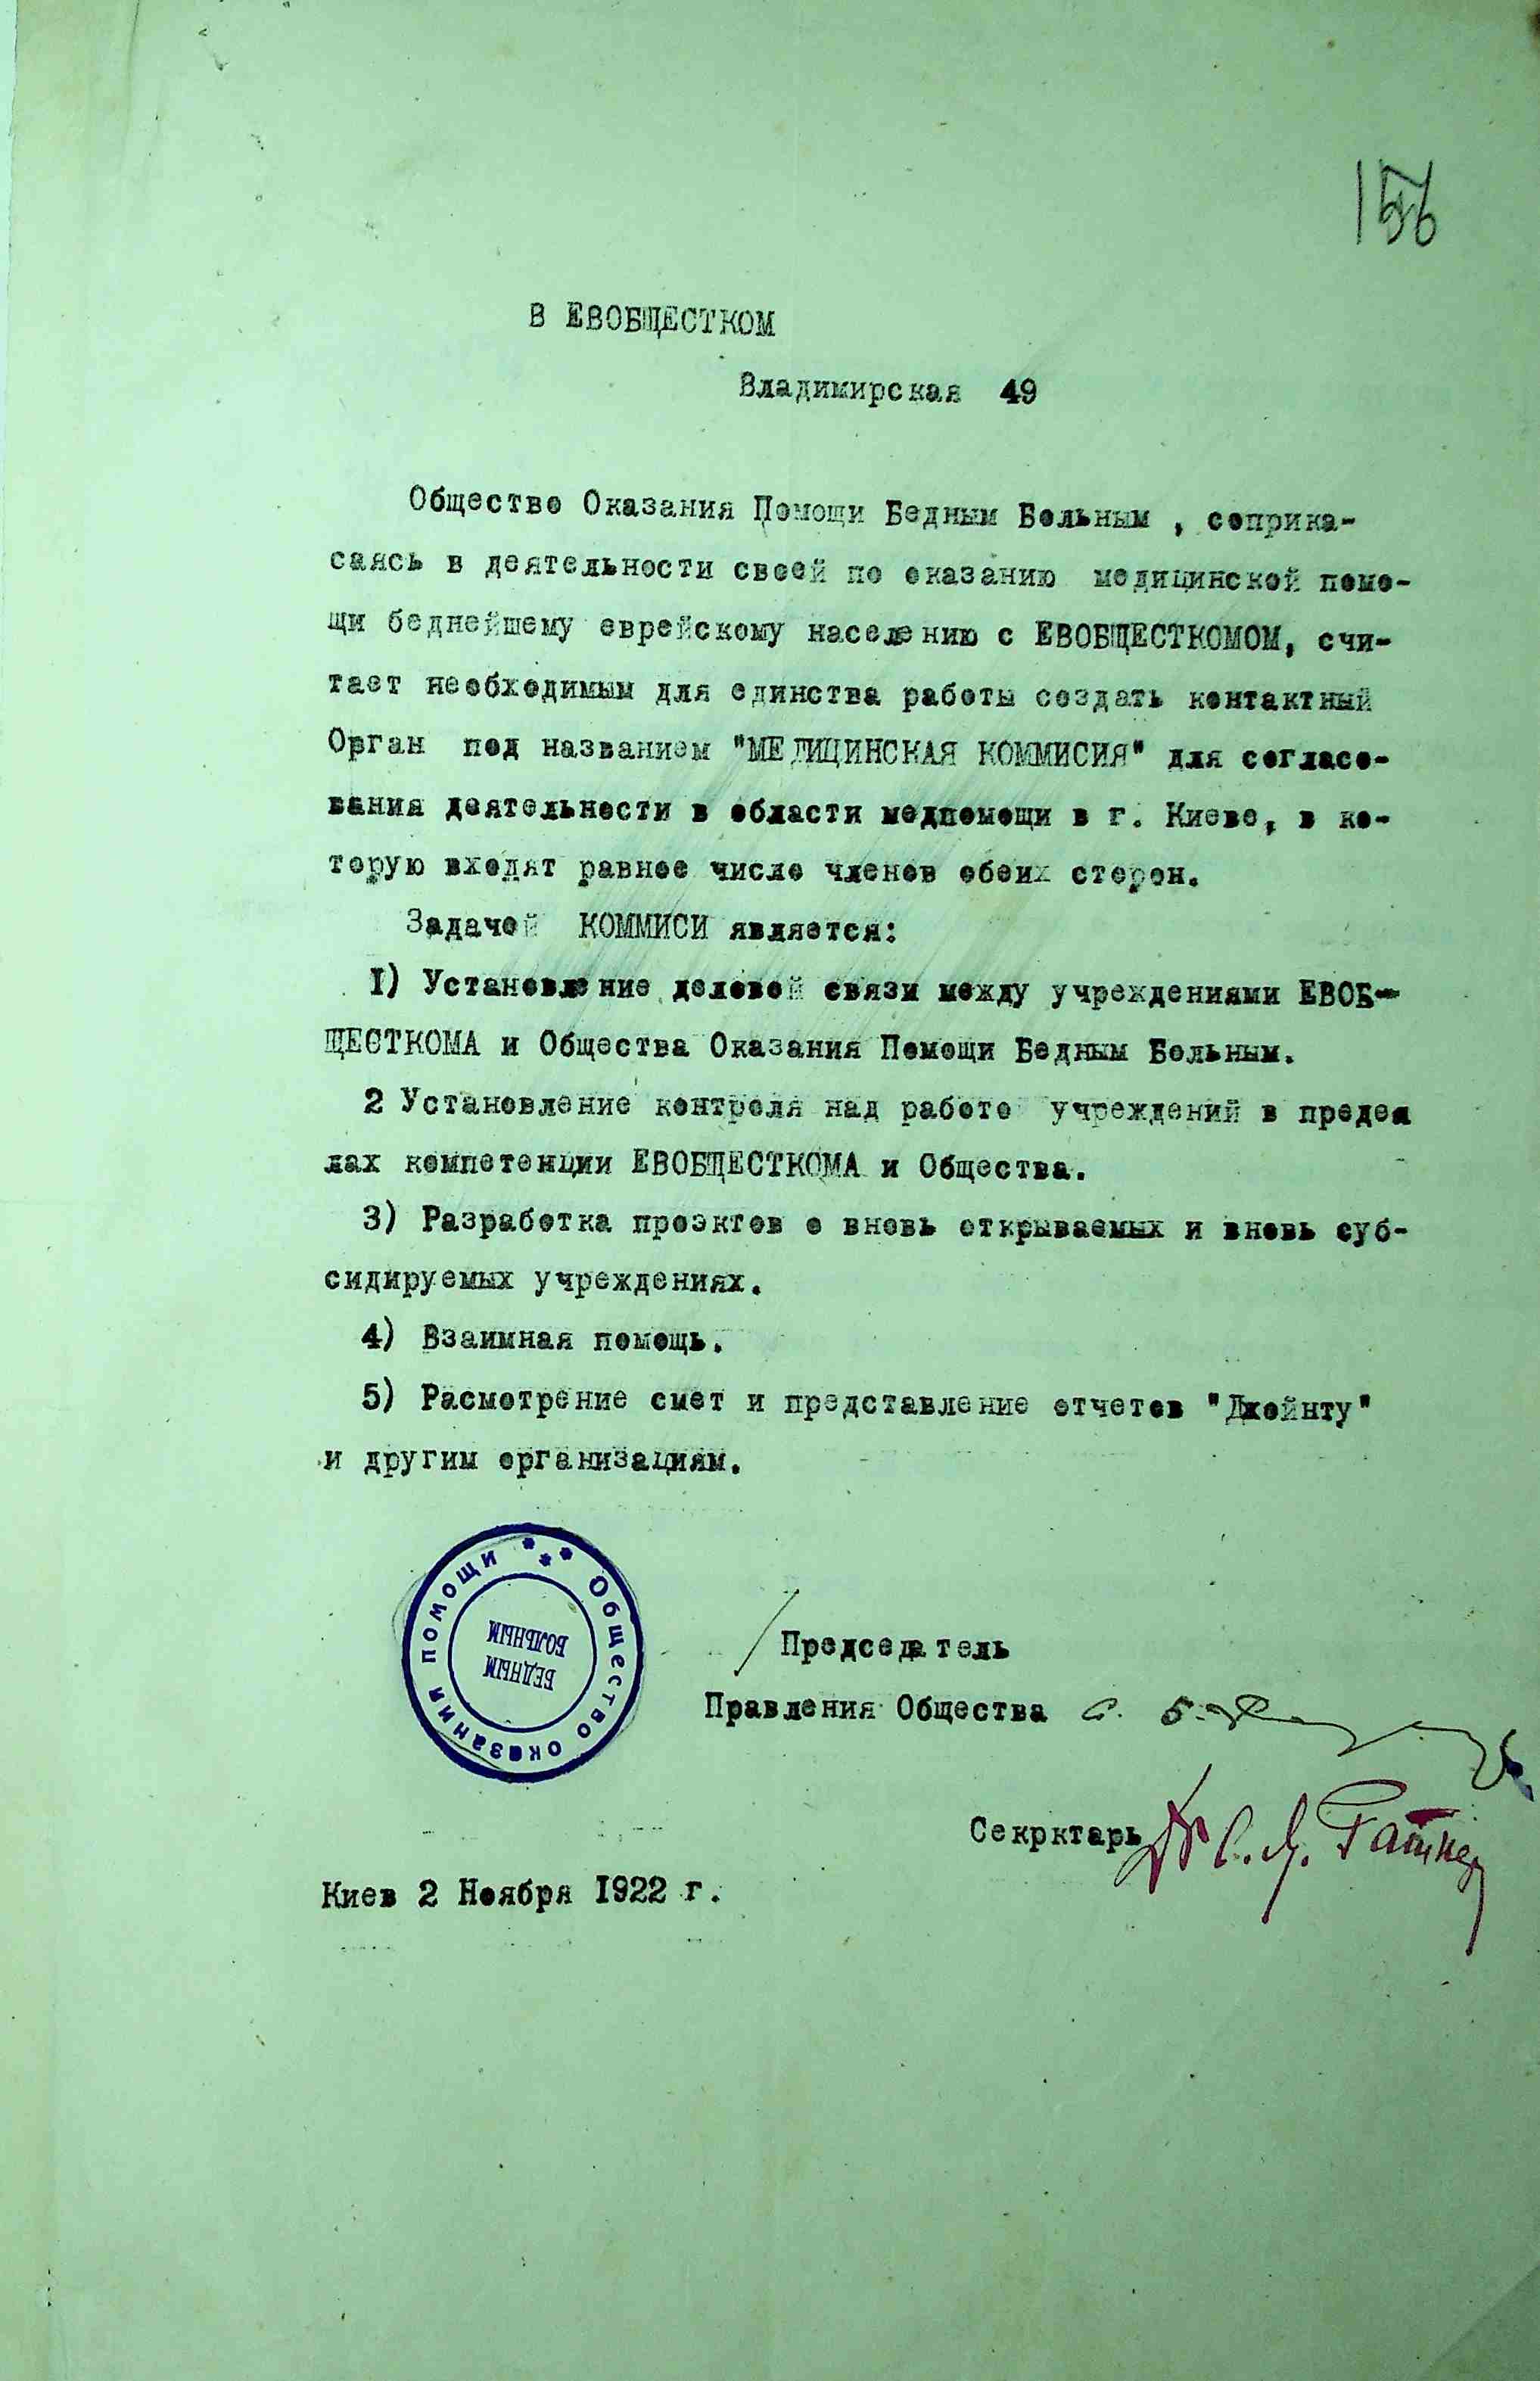 156
В ЕВОБЩЕСТКОМ
Владимирская 49
Общество Оказания Помощи Бедным Больным , соприка-
саясь в деятельности своей по оказанию медицинской помо-
щи беднейшему еврейскому населению с ЕВОБЩЕСТКОМОМ, счи-
тает необходимым для единства работы создать контактный
Орган под названием "МЕДИЦИНСКАЯ КОММИСИЯ" для согласо-
вания деятельности в области медпомощи в г. Киеве, в ко-
торую входят равное число членов обеих сторон.
Задачей КОММИСИ является:
1) Установление деловой связи между учреждениями ЕВОБ-
ЩЕСТКОМА и Общества Оказания Помощи Бедным Больным.
2 Установление контроля над работо учреждений в предея
лах компетенции ЕВОБЩЕСТКОМА и Общества.
3) Разработка проэктов о вновь открываемых и вновь суб-
сидируемых учреждениях.
4) Взаимная помощь.
5) Расмотрение смет и представление отчетов "Джойнту"
и другим организациям.
Общество оказания помощи
БЕДНЫМ
БОЛЬНЫМ
Председатель
Правления Общества С. Б.
Секрктарь Др С. Я. Ратнер
Киев 2 Ноября 1922 г.